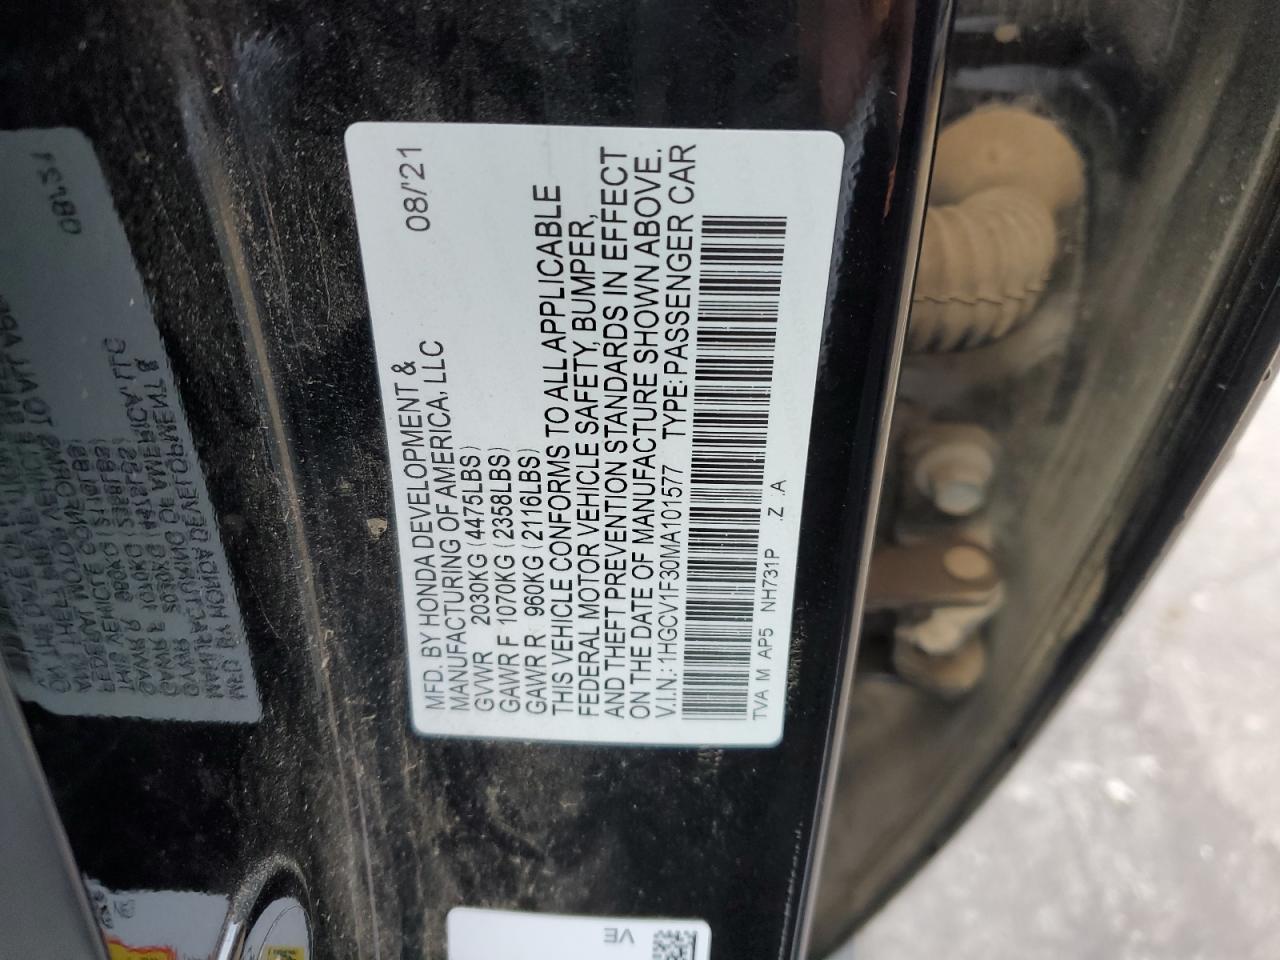 MFD. BY HONDA DEVELOPMENT & 08/'21
MANUFACTURING OF AMERICA, LLC
GVWR 2030KG (4475LBS)
GAWR F 1070KG (2358LBS)
GAWR R 960KG (2116LBS)
THIS VEHICLE CONFORMS TO ALL APPLICABLE
FEDERAL MOTOR VEHICLE SAFETY, BUMPER,
AND THEFT PREVENTION STANDARDS IN EFFECT
ON THE DATE OF MANUFACTURE SHOWN ABOVE.
V.I.N.: 1HGCV1F30MA101577 TYPE: PASSENGER CAR
TVA M AP5 NH731P .Z .A
VE